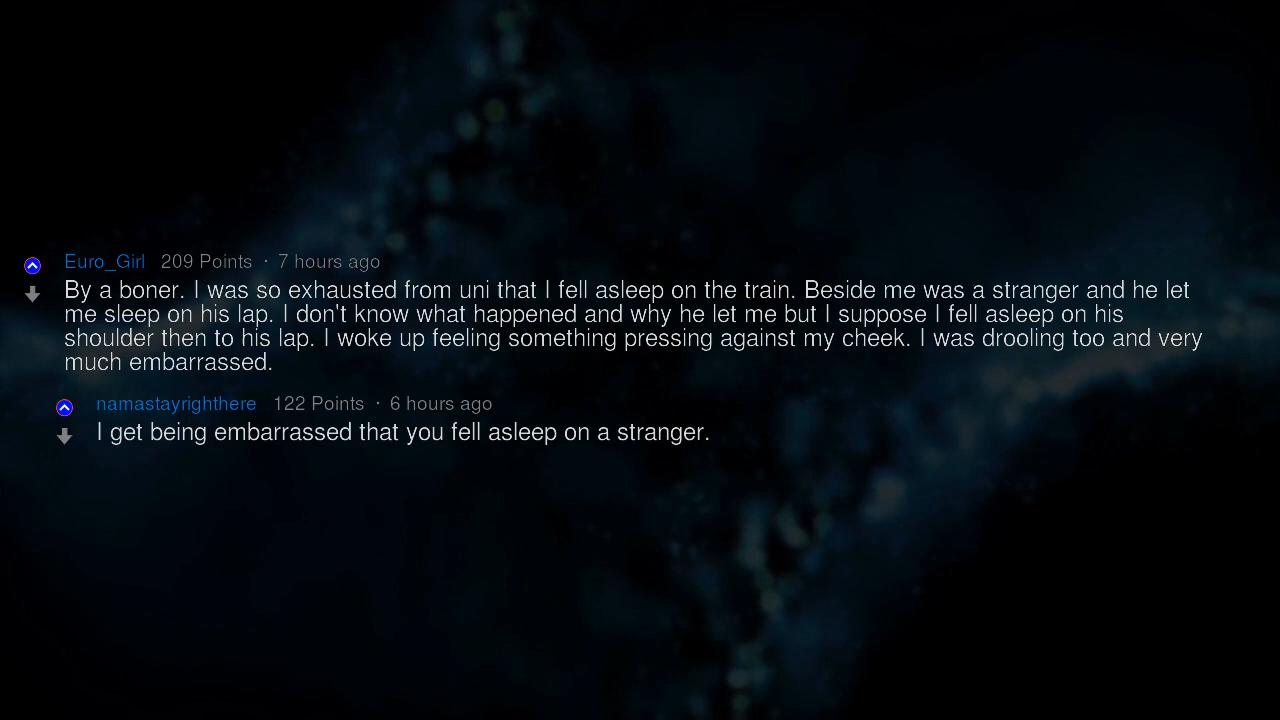 Euro_Girl 209 Points · 7 hours ago
By a boner. I was so exhausted from uni that I fell asleep on the train. Beside me was a stranger and he let
me sleep on his lap. I don't know what happened and why he let me but I suppose I fell asleep on his
shoulder then to his lap. I woke up feeling something pressing against my cheek. I was drooling too and very
much embarrassed.
namastayrighthere 122 Points · 6 hours ago
I get being embarrassed that you fell asleep on a stranger.